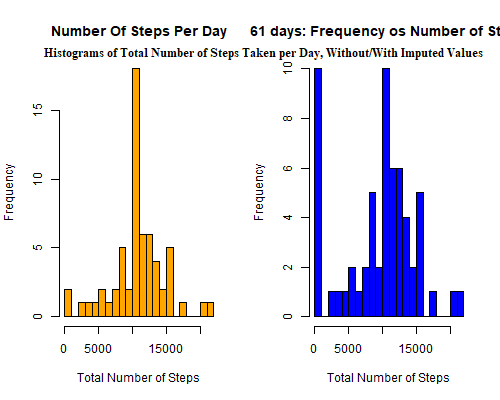 Number Of Steps Per Day
61 days: Frequency os Number of St
Histograms of Total Number of Steps Taken per Day, Without/With Imputed Values
Frequency
0
5
10
15
0 5000 15000
Total Number of Steps
Frequency
0
2
4
6
8
10
0 5000 15000
Total Number of Steps